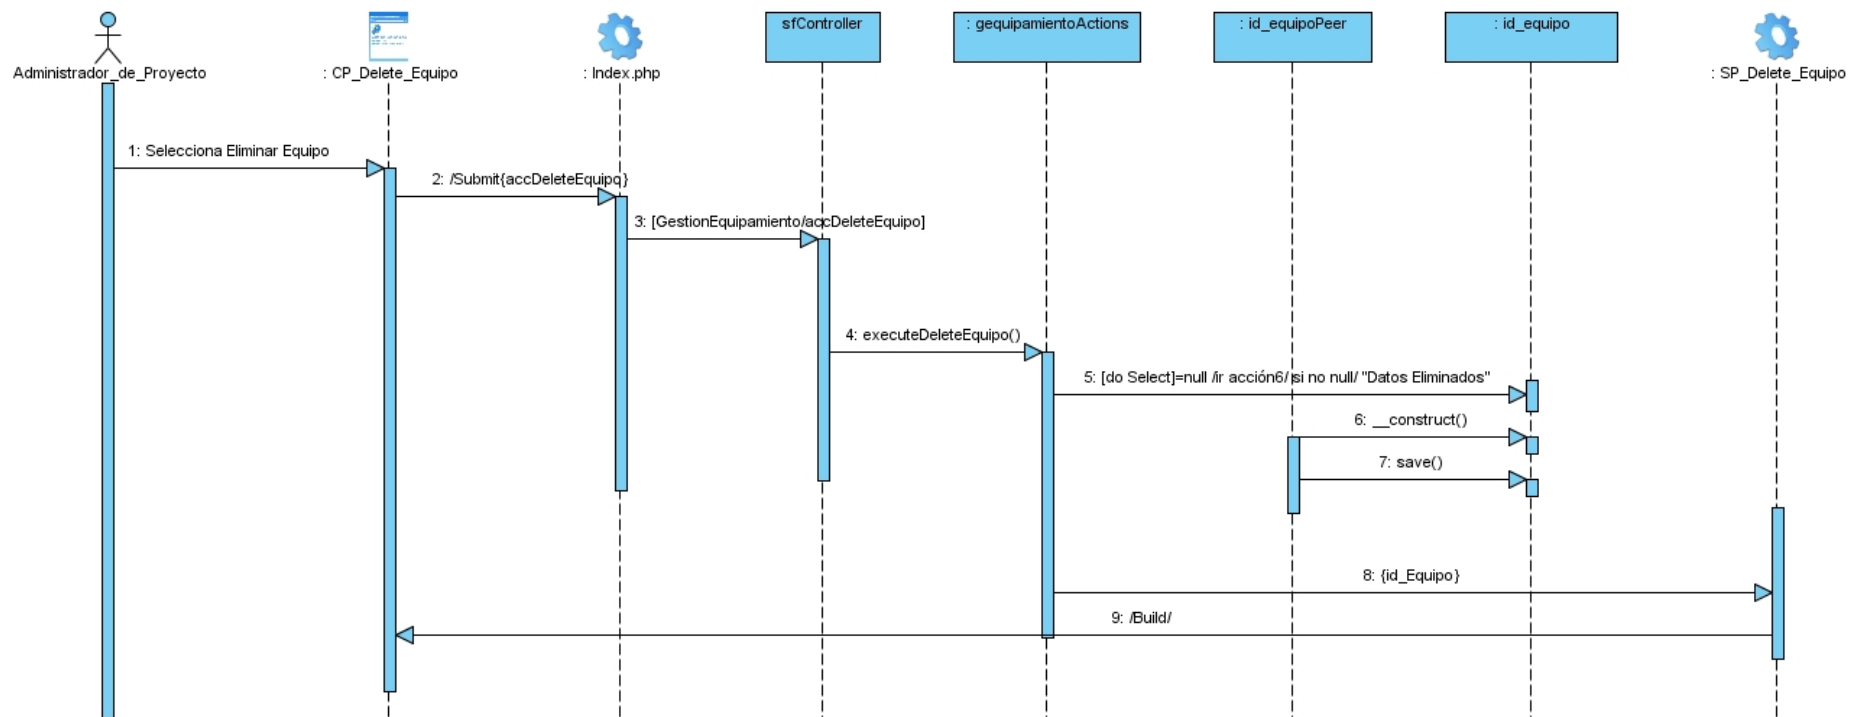 Administrador_de_Proyecto
: CP_Delete_Equipo
: Index.php
sfController
: gequipamientoActions
: id_equipoPeer
: id_equipo
: SP_Delete_Equipo
1: Selecciona Eliminar Equipo
2: /Submit{accDeleteEquipo}
3: [GestionEquipamiento/accDeleteEquipo]
4: executeDeleteEquipo()
5: [do Select]=null /ir acción6/ si no null/ "Datos Eliminados"
6: __construct()
7: save()
8: {id_Equipo}
9: /Build/